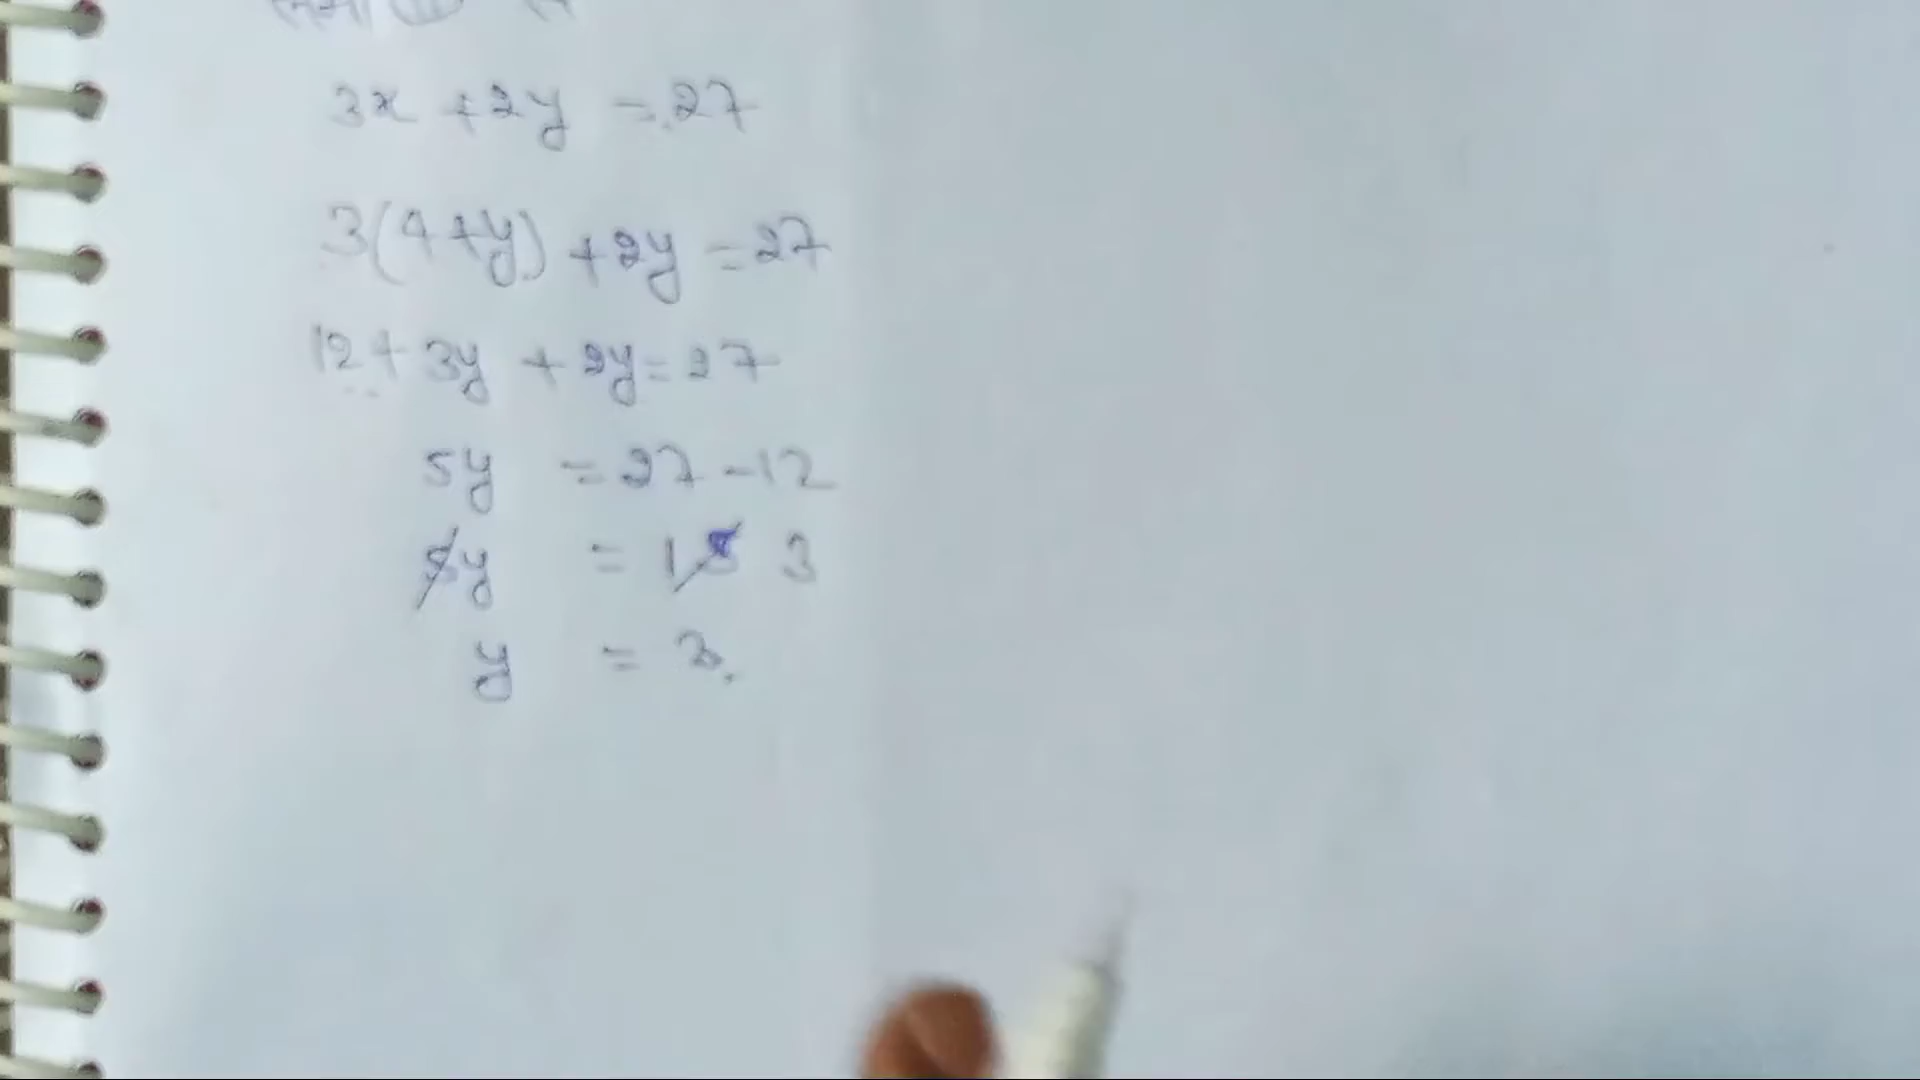 3x + 2y = 27
3(4+y) + 2y = 27
12 + 3y + 2y = 27
5y = 27 - 12
5y = 15 3
y = 3.